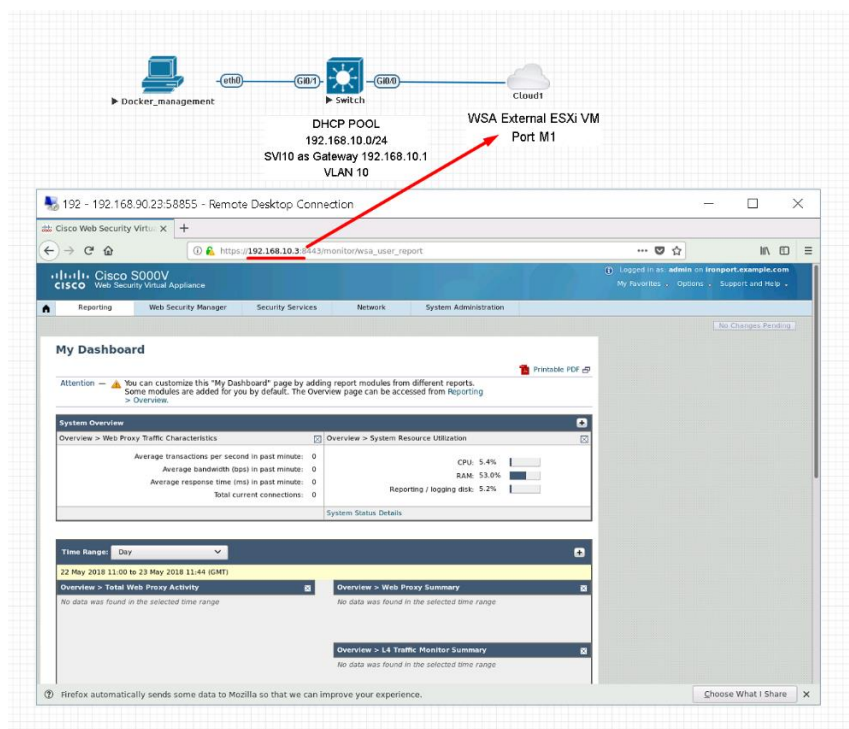 eth0
Gi0/1
Gi0/0
Docker_management
Switch
Cloud1
DHCP POOL
192.168.10.0/24
SVI10 as Gateway 192.168.10.1
VLAN 10
WSA External ESXi VM
Port M1
192 - 192.168.90.23:58855 - Remote Desktop Connection
Cisco Web Security Virtu
https://192.168.10.3:8443/monitor/wsa_user_report
CISCO
Cisco S000V
Web Security Virtual Appliance
Logged in as: admin on ironport.example.com
My Favorites Options Support and Help
Reporting Web Security Manager Security Services Network System Administration
No Changes Pending
My Dashboard
Printable PDF
Attention — You can customize this "My Dashboard" page by adding report modules from different reports.
Some modules are added for you by default. The Overview page can be accessed from Reporting
> Overview.
System Overview
Overview > Web Proxy Traffic Characteristics
Average transactions per second in past minute: 0
Average bandwidth (bps) in past minute: 0
Average response time (ms) in past minute: 0
Total current connections: 0
Overview > System Resource Utilization
CPU: 5.4%
RAM: 53.0%
Reporting / logging disk: 5.2%
System Status Details
Time Range: Day
22 May 2018 11:00 to 23 May 2018 11:44 (GMT)
Overview > Total Web Proxy Activity
No data was found in the selected time range
Overview > Web Proxy Summary
No data was found in the selected time range
Overview > L4 Traffic Monitor Summary
No data was found in the selected time range
Firefox automatically sends some data to Mozilla so that we can improve your experience.
Choose What I Share